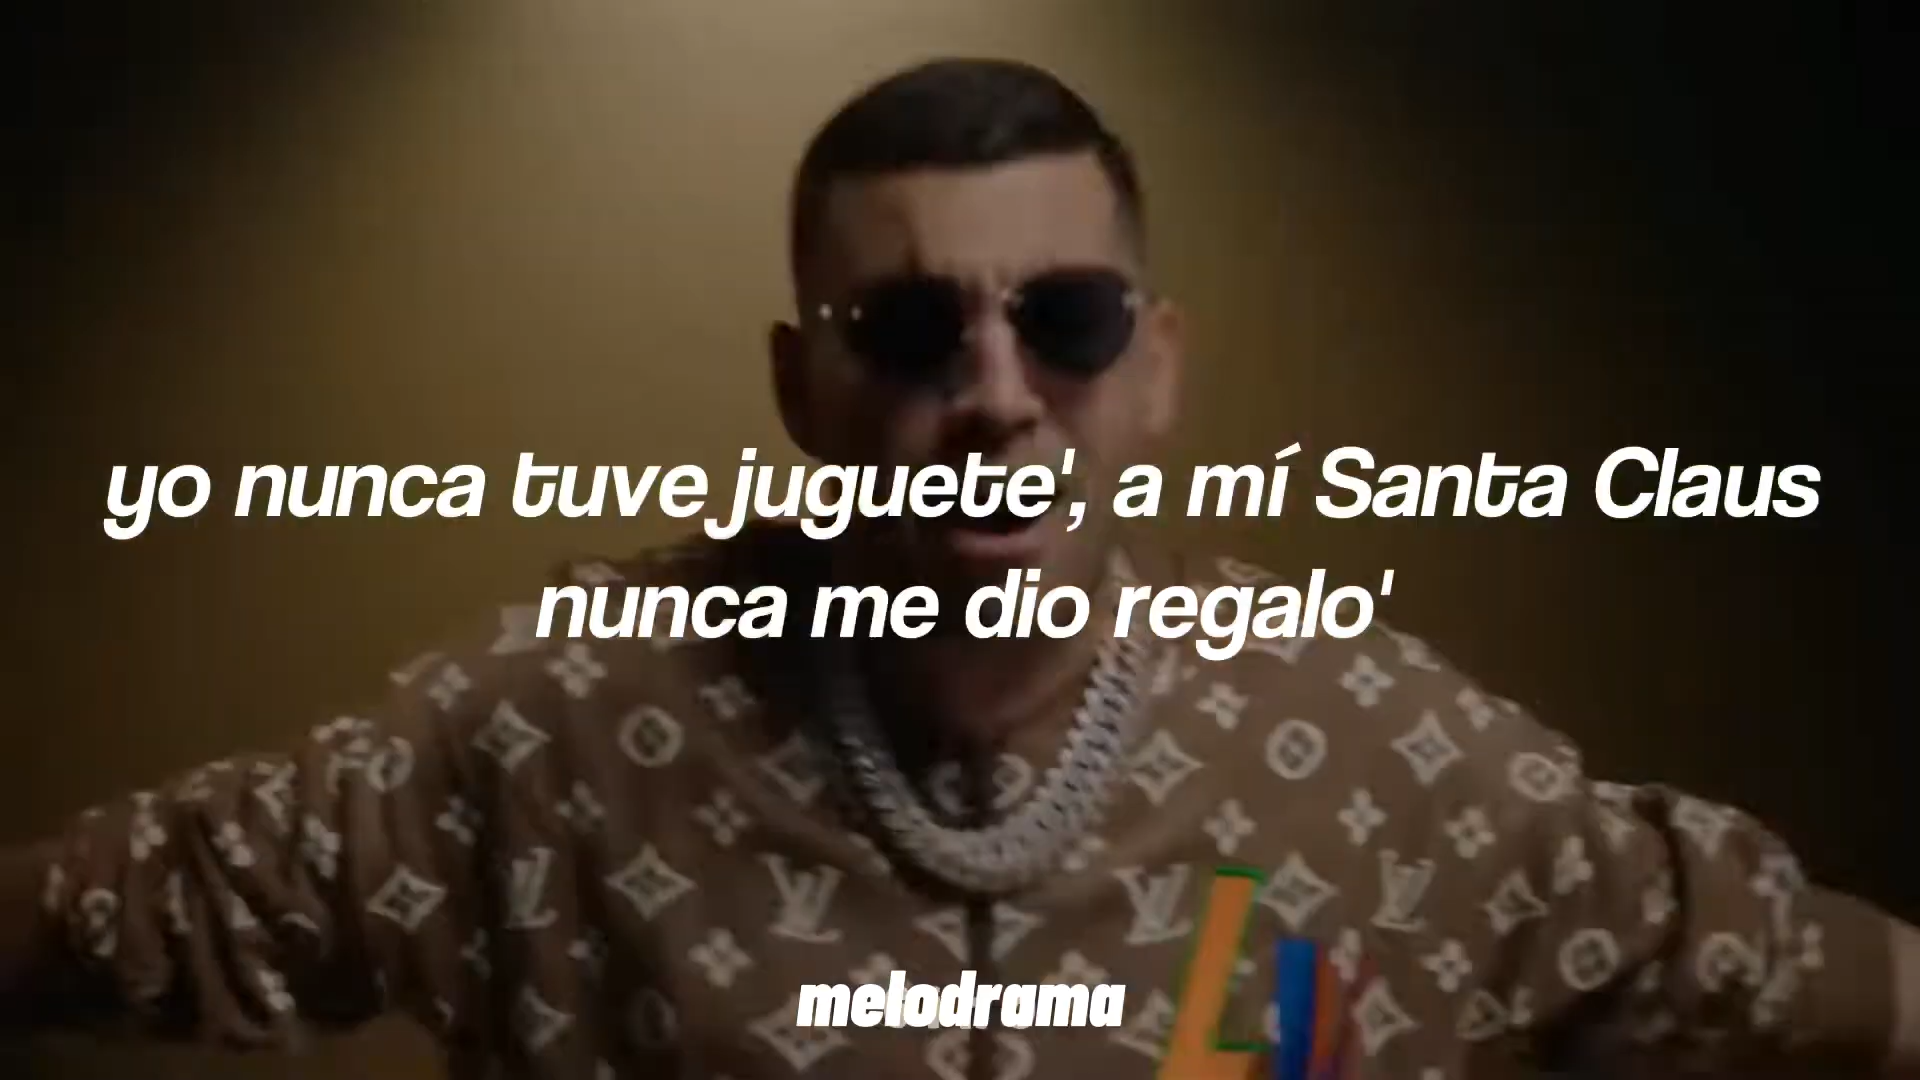 yo nunca tuve juguete', a mí Santa Claus
nunca me dio regalo'
melodrama